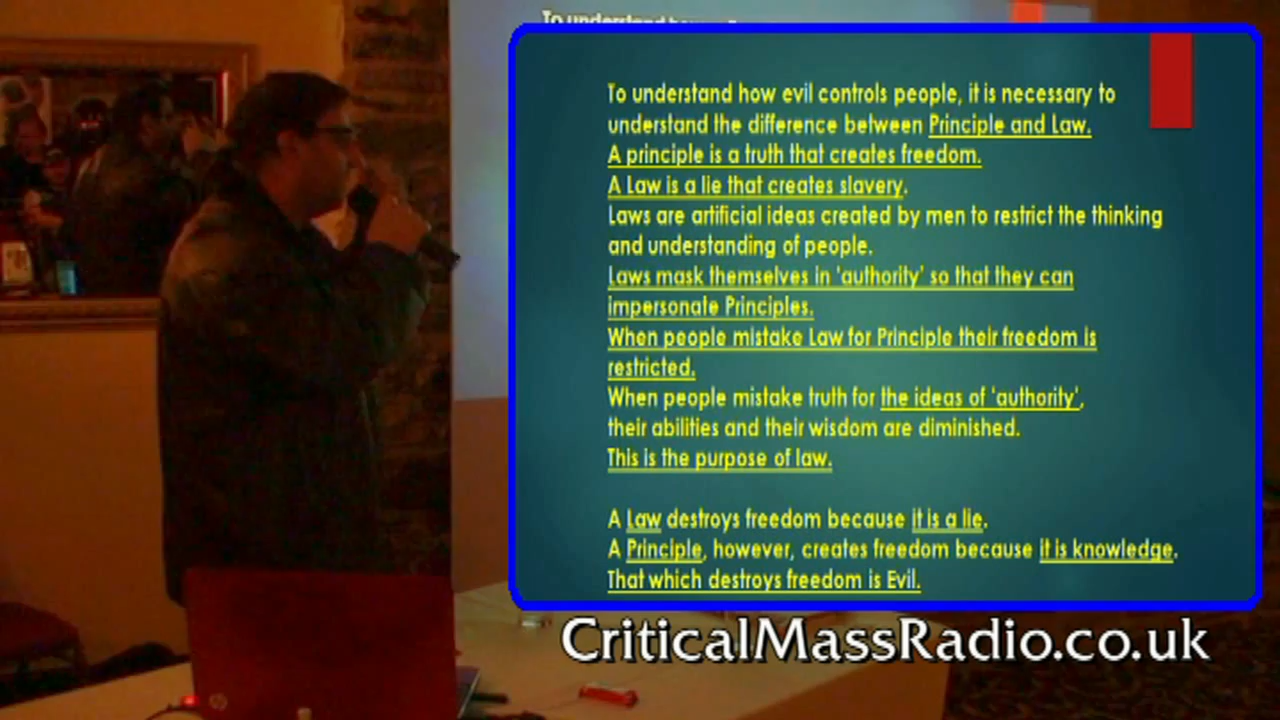 To understand
To understand how evil controls people, it is necessary to
understand the difference between Principle and Law.
A principle is a truth that creates freedom.
A Law is a lie that creates slavery.
Laws are artificial ideas created by men to restrict the thinking
and understanding of people.
Laws mask themselves in 'authority' so that they can
impersonate Principles.
When people mistake Law for Principle their freedom is
restricted.
When people mistake truth for the ideas of 'authority',
their abilities and their wisdom are diminished.
This is the purpose of law.
A Law destroys freedom because it is a lie.
A Principle, however, creates freedom because it is knowledge.
That which destroys freedom is Evil.
CriticalMassRadio.co.uk
hp